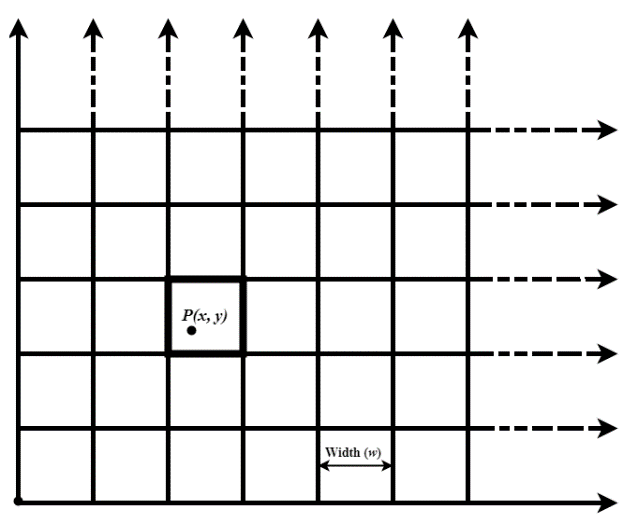 P(x, y)
Width (w)